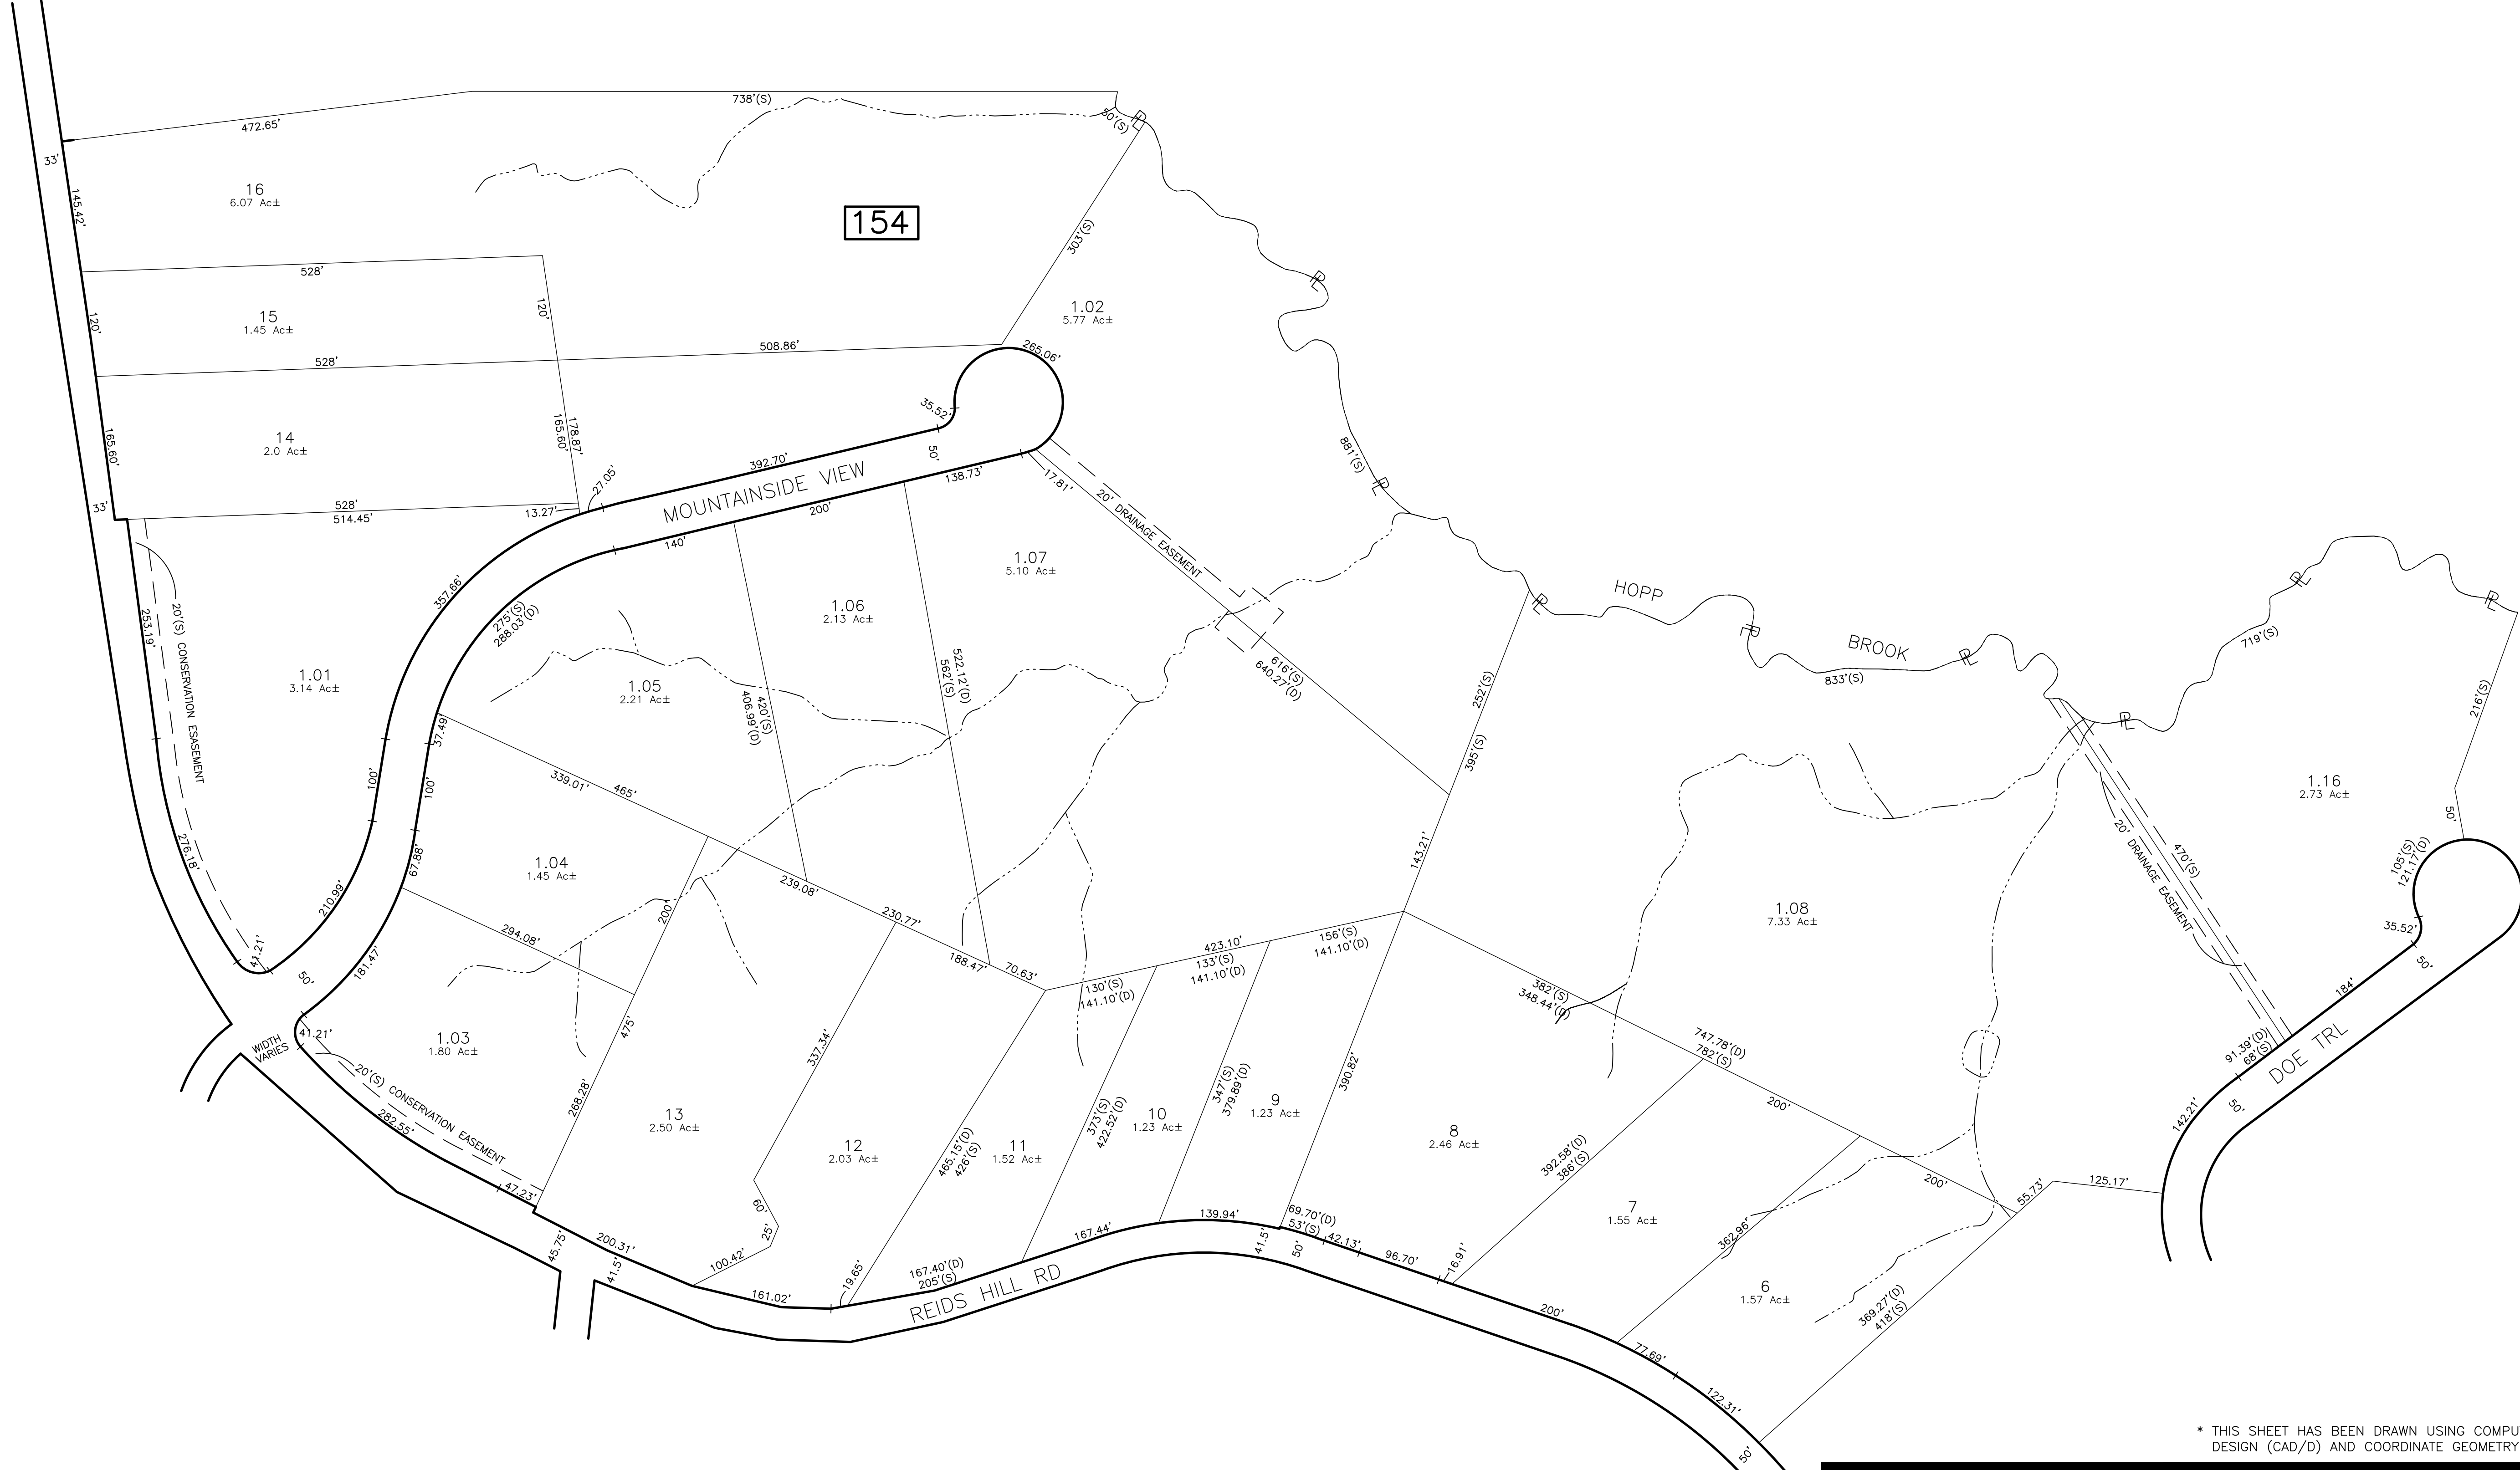 738'(S)
472.65'
80'(S)
33'
16
6.07 Ac±
145.42'
154
303'(S)
528'
120'
15
1.45 Ac±
120'
1.02
5.77 Ac±
508.86'
528'
265.06'
35.52'
165.60'
14
2.0 Ac±
165.60'
178.87'
392.70'
50'
881'(S)
MOUNTAINSIDE VIEW
138.73'
17.81'
27.05'
20' DRAINAGE EASEMENT
33'
528'
514.45'
13.27'
200'
140'
357.66'
275'(S)
288.03'(D)
1.07
5.10 Ac±
1.06
2.13 Ac±
HOPP
BROOK
719'(S)
253.19'
20'(S) CONSERVATION ESASEMENT
1.01
3.14 Ac±
1.05
2.21 Ac±
522.12'(D)
562'(S)
616'(S)
640.27'(D)
252'(S)
833'(S)
216'(S)
37.49'
420'(S)
406.99'(D)
395'(S)
100'
100'
339.01'
465'
1.16
2.73 Ac±
50'
276.18'
67.88'
1.04
1.45 Ac±
143.21'
20' DRAINAGE EASEMENT
470'(S)
105'(S)
121.17'(D)
239.08'
210.99'
200'
230.77'
1.08
7.33 Ac±
35.52'
294.08'
423.10'
156'(S)
141.10'(D)
133'(S)
141.10'(D)
41.21'
50'
181.47'
188.47'
70.63'
130'(S)
141.10'(D)
382'(S)
348.44'(D)
50'
184'
41.21'
WIDTH
VARIES
1.03
1.80 Ac±
475'
337.34'
747.78'(D)
782'(S)
91.39'(D)
68'(S)
DOE TRL
20'(S) CONSERVATION EASEMENT
282.55'
268.28'
13
2.50 Ac±
373'(S)
422.52'(D)
10
1.23 Ac±
347'(S)
379.89'(D)
9
1.23 Ac±
390.82'
200'
50'
142.21'
12
2.03 Ac±
465.15'(D)
426'(S)
11
1.52 Ac±
8
2.46 Ac±
392.58'(D)
386'(S)
200'
47.23'
60'
25'
7
1.55 Ac±
55.73'
125.17'
45.75'
200.31'
41.5'
100.42'
161.02'
19.65'
167.40'(D)
205'(S)
REIDS HILL RD
167.44'
139.94'
69.70'(D)
53'(S)
41.5'
50'
42.13'
96.70'
16.91'
362.96'
6
1.57 Ac±
369.27'(D)
418'(S)
200'
77.69'
122.31'
50'
* THIS SHEET HAS BEEN DRAWN USING COMPU
DESIGN (CAD/D) AND COORDINATE GEOMETRY